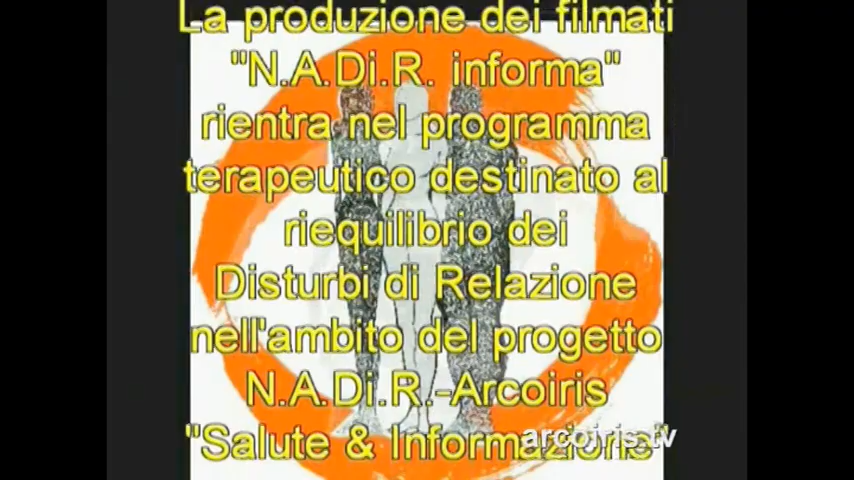 La produzione dei filmati
"N.A.Di.R. informa"
rientra nel programma
terapeutico destinato al
riequilibrio dei
Disturbi di Relazione
nell'ambito del progetto
N.A.Di.R.-Arcoiris
"Salute & Informazione"
arcoiris.tv